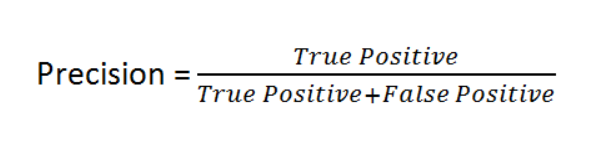 True Positive
Precision =
True Positive+False Positive